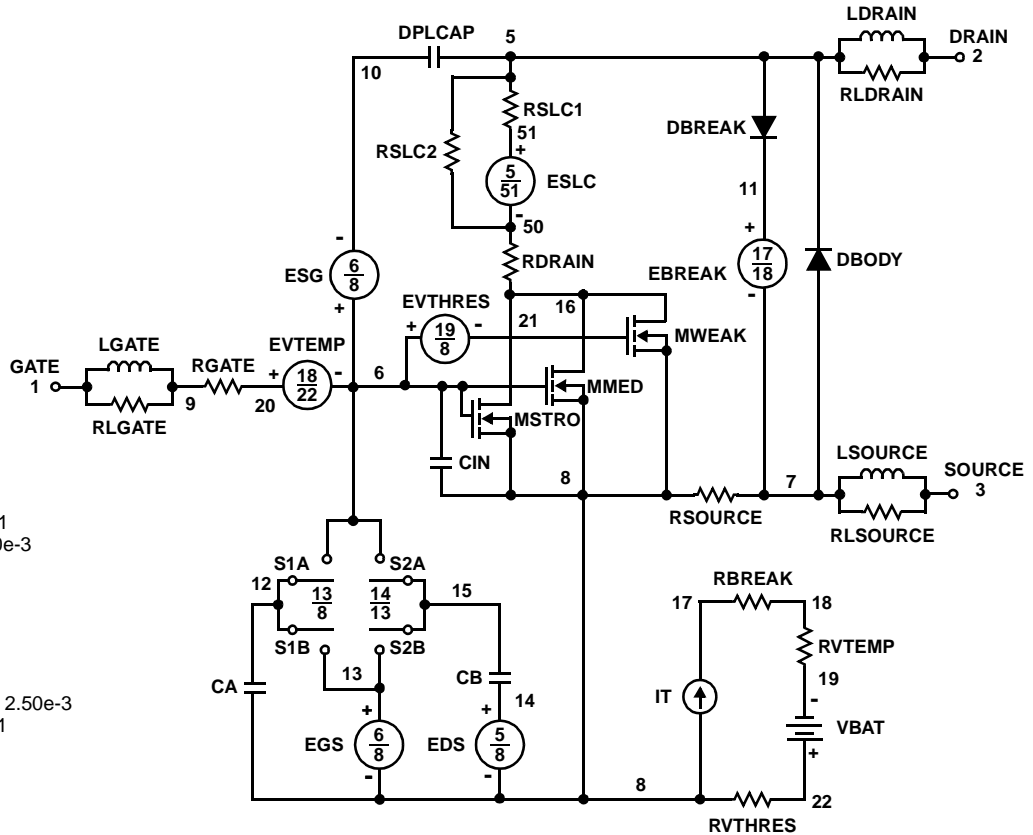 LDRAIN
DPLCAP
5
DRAIN
2
10
RLDRAIN
RSLC1
51
DBREAK
RSLC2
+
5
51
ESLC
11
-
50
-
RDRAIN
+
17
18
DBODY
ESG
6
8
EBREAK
-
+
EVTHRES
16
21
+
19
8
-
MWEAK
LGATE
EVTEMP
GATE
1
RGATE
+
18
22
-
6
MMED
9
20
MSTRO
RLGATE
LSOURCE
CIN
8
7
SOURCE
3
RSOURCE
RLSOURCE
1
0e-3
S1A
S2A
12
13
8
14
13
15
RBREAK
17
18
S1B
S2B
RVTEMP
13
CB
19
CA
14
IT
-
2.50e-3
1
+
+
VBAT
EGS
6
8
EDS
5
8
+
-
-
8
22
RVTHRES